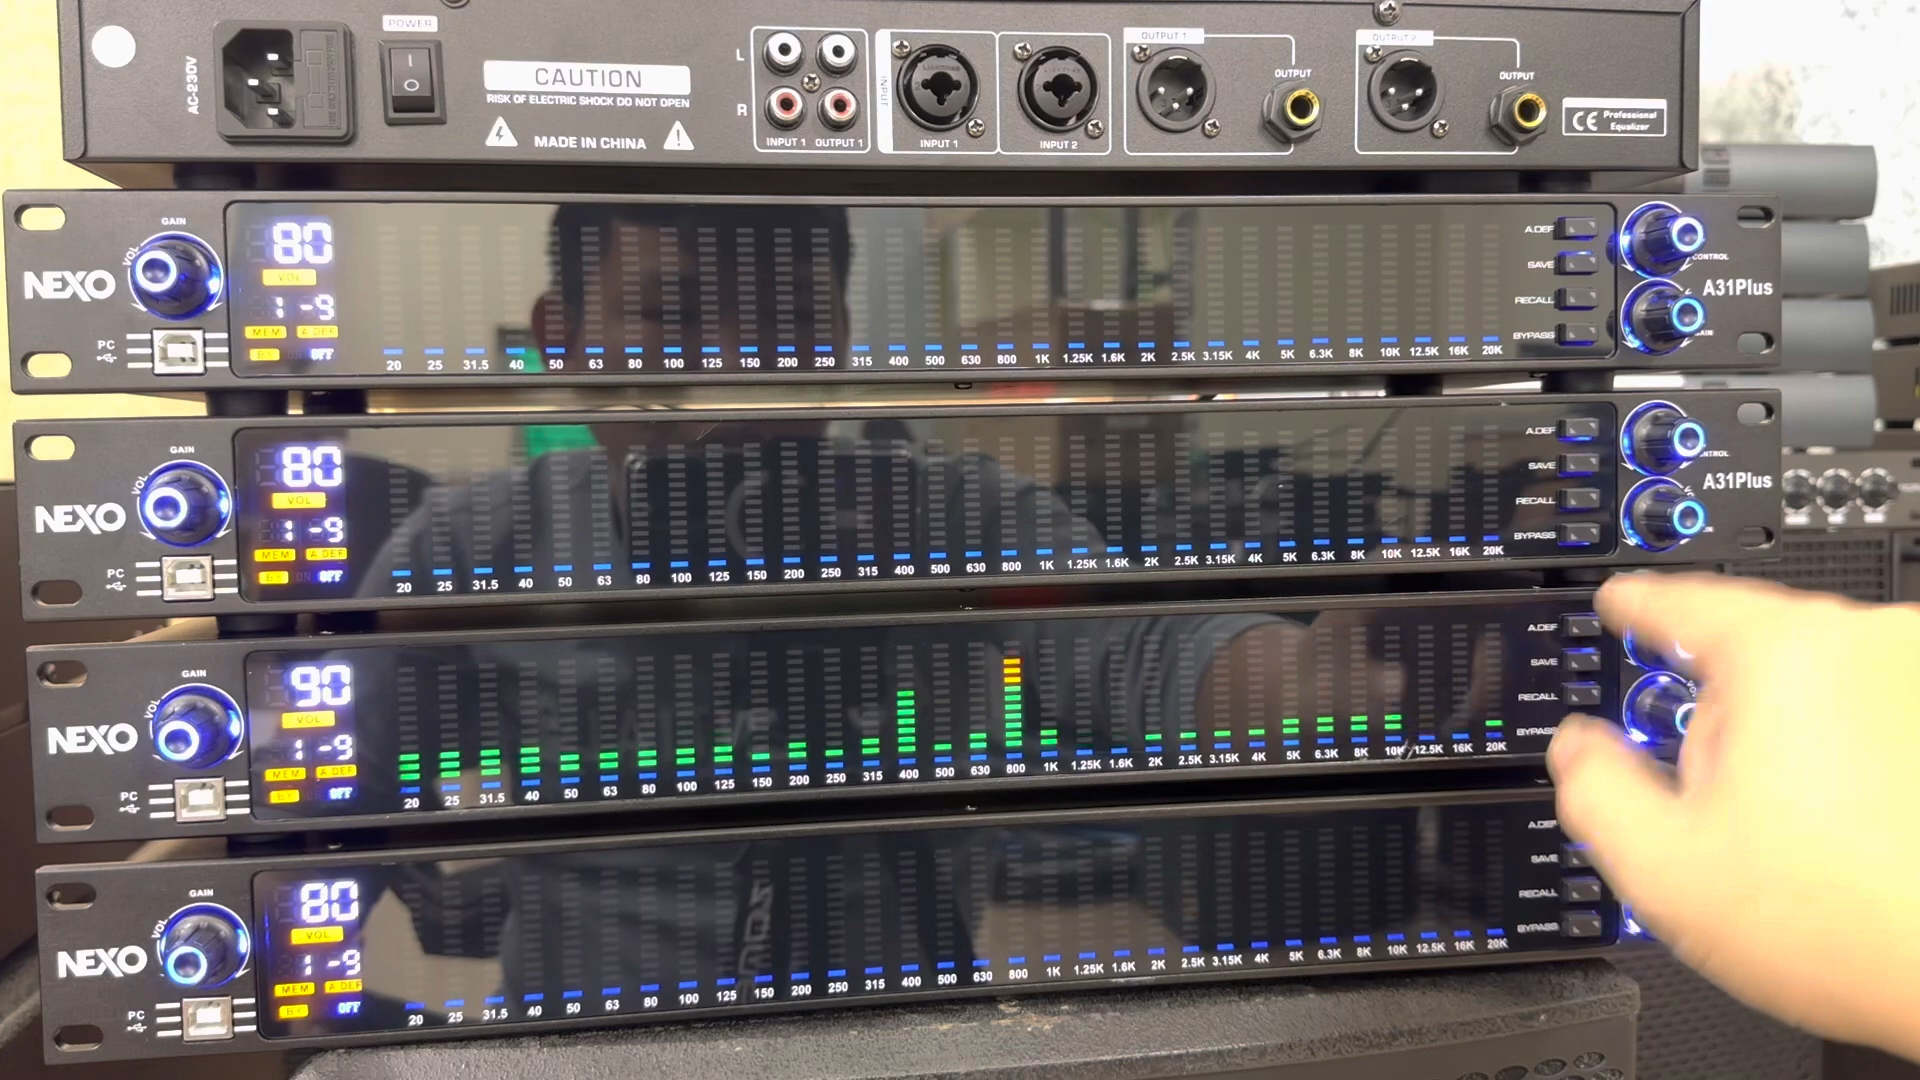 POWER
AC-230V
CAUTION
RISK OF ELECTRIC SHOCK DO NOT OPEN
MADE IN CHINA
L
R
INPUT 1 OUTPUT 1
INPUT
INPUT 1
INPUT 2
OUTPUT 1
OUTPUT
OUTPUT 2
OUTPUT
CE Professional Equalizer
NEXO
GAIN
VOL
PC
80
VOL
1 -9
MEM A.DEF
BY OFF
20 25 31.5 40 50 63 80 100 125 150 200 250 315 400 500 630 800 1K 1.25K 1.6K 2K 2.5K 3.15K 4K 5K 6.3K 8K 10K 12.5K 16K 20K
A.DEF
SAVE
RECALL
BYPASS
CONTROL
A31Plus
NEXO
GAIN
VOL
PC
80
VOL
1 -9
MEM A.DEF
BY ON OFF
20 25 31.5 40 50 63 80 100 125 150 200 250 315 400 500 630 800 1K 1.25K 1.6K 2K 2.5K 3.15K 4K 5K 6.3K 8K 10K 12.5K 16K 20K
A.DEF
SAVE
RECALL
BYPASS
A31Plus
NEXO
GAIN
VOL
PC
90
VOL
1 -9
MEM A.DEF
BY OFF
20 25 31.5 40 50 63 80 100 125 150 200 250 315 400 500 630 800 1K 1.25K 1.6K 2K 2.5K 3.15K 4K 5K 6.3K 8K 10K 12.5K 16K 20K
A.DEF
SAVE
RECALL
BYPASS
NEXO
GAIN
VOL
PC
80
VOL
1 -9
MEM A.DEF
BY OFF
20 25 31.5 40 50 63 80 100 125 150 200 250 315 400 500 630 800 1K 1.25K 1.6K 2K 2.5K 3.15K 4K 5K 6.3K 8K 10K 12.5K 16K 20K
A.DEF
SAVE
RECALL
BYPASS